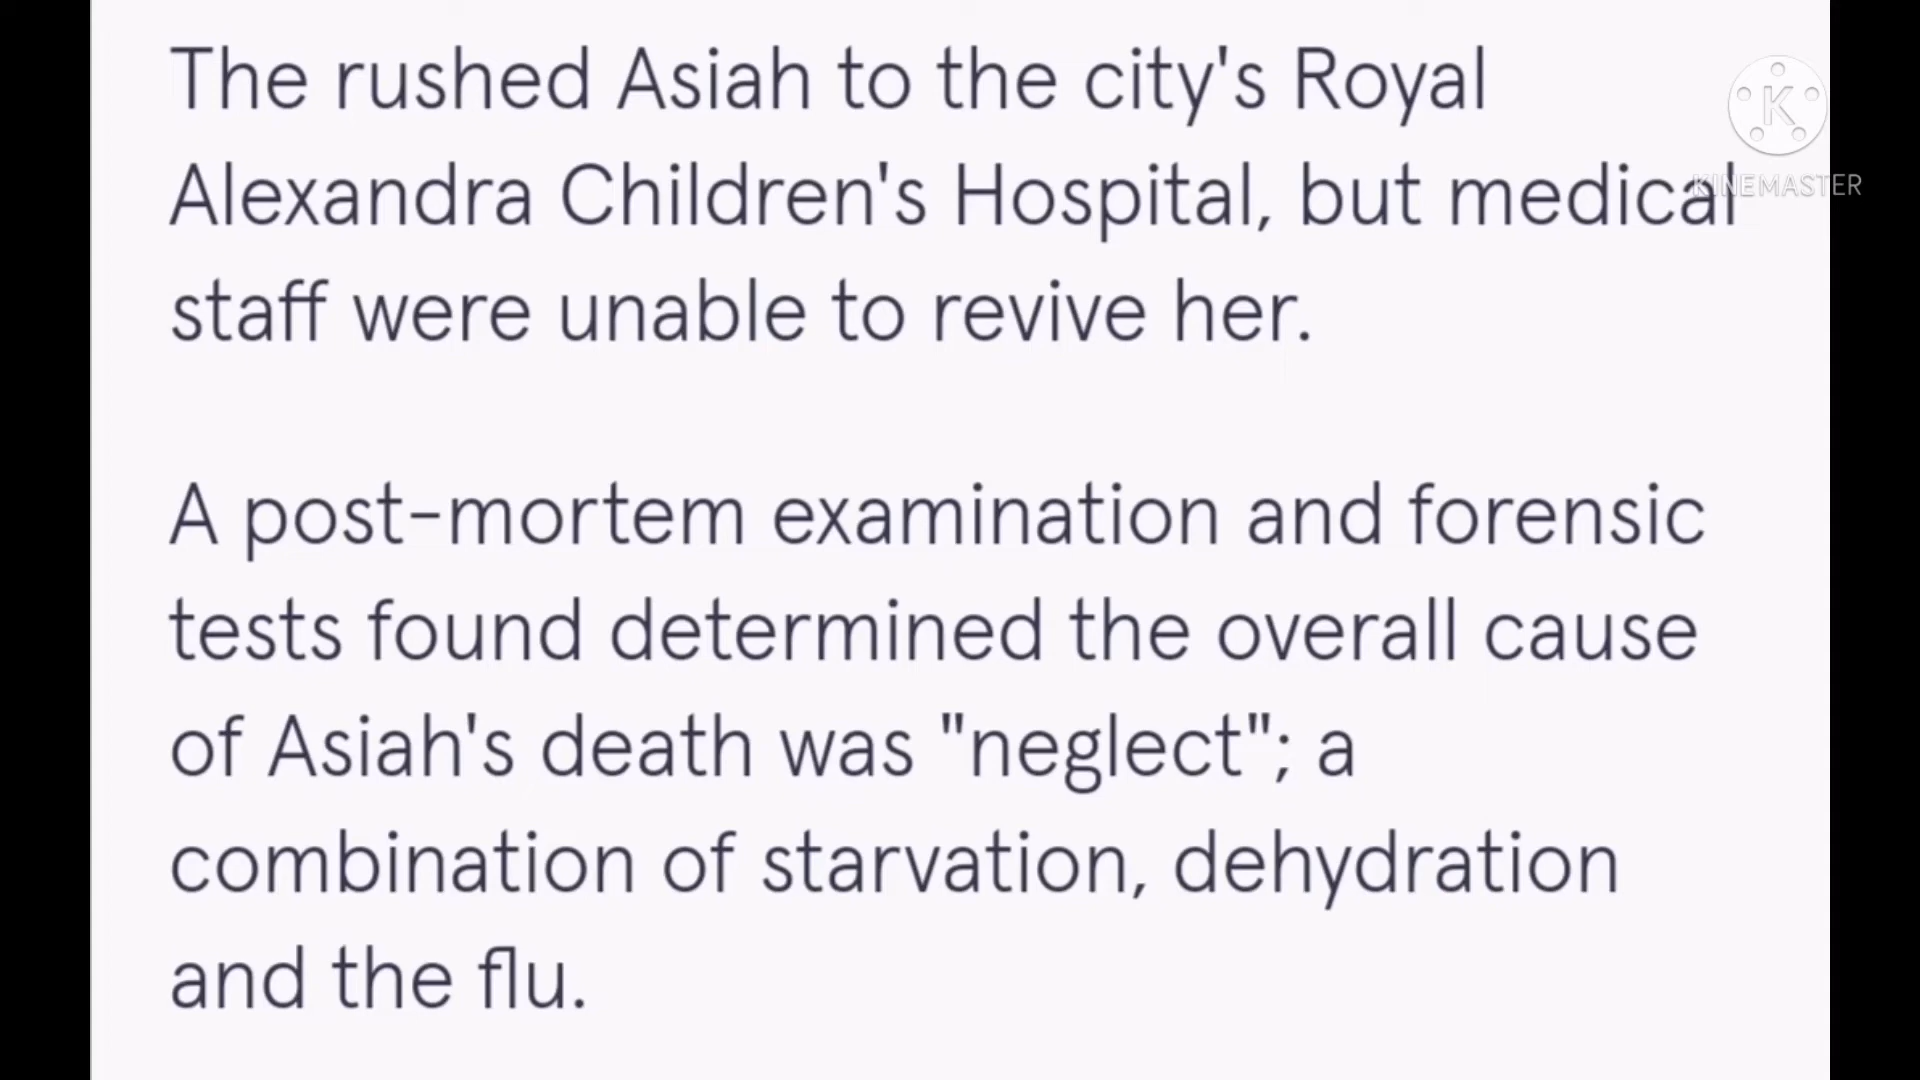 The rushed Asiah to the city's Royal
Alexandra Children's Hospital, but medical
staff were unable to revive her.
A post-mortem examination and forensic
tests found determined the overall cause
of Asiah's death was "neglect"; a
combination of starvation, dehydration
and the flu.
K
KINEMASTER